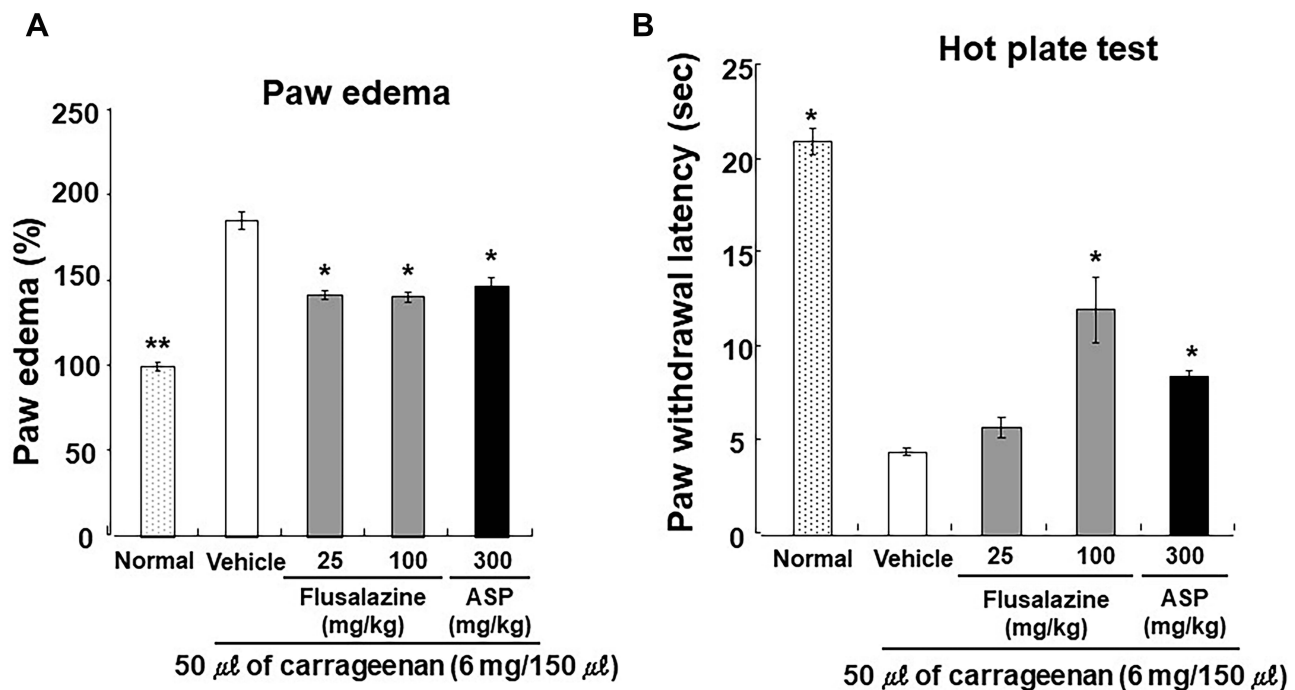 A
Paw edema
Paw edema (%)
250
200
150
100
50
0
**
*
*
*
Normal
Vehicle
25
100
300
Flusalazine
(mg/kg)
ASP
(mg/kg)
50 ㎕ of carrageenan (6 mg/150 ㎕)
B
Hot plate test
Paw withdrawal latency (sec)
25
20
15
10
5
0
*
*
*
Normal
Vehicle
25
100
300
Flusalazine
(mg/kg)
ASP
(mg/kg)
50 ㎕ of carrageenan (6 mg/150 ㎕)